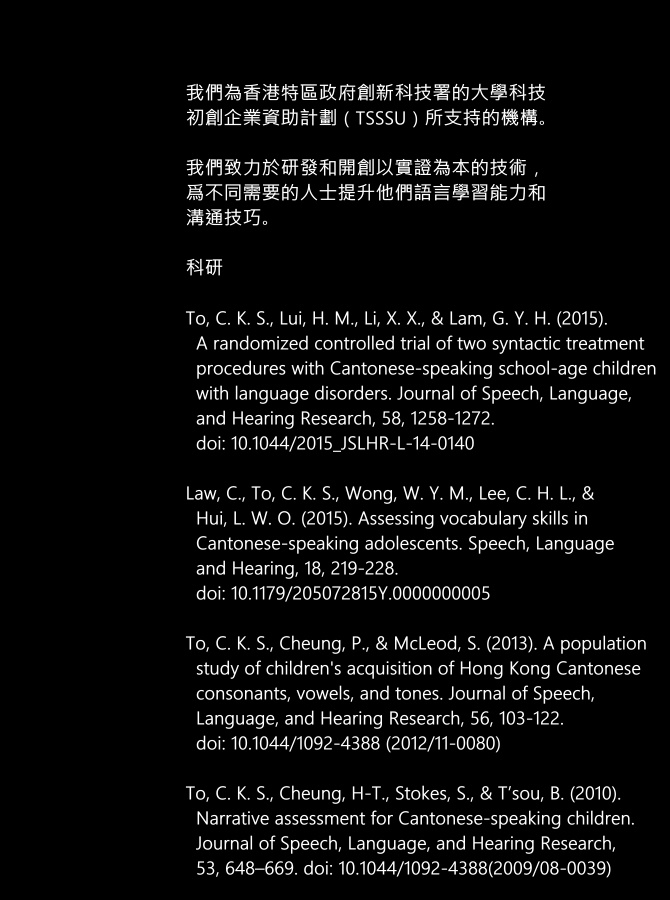 我們為香港特區政府創新科技署的大學科技
初創企業資助計劃（TSSSU）所支持的機構。
我們致力於研發和開創以實證為本的技術，
爲不同需要的人士提升他們語言學習能力和
溝通技巧。
科研
To, C. K. S., Lui, H. M., Li, X. X., & Lam, G. Y. H. (2015).
A randomized controlled trial of two syntactic treatment
procedures with Cantonese-speaking school-age children
with language disorders. Journal of Speech, Language,
and Hearing Research, 58, 1258-1272.
doi: 10.1044/2015_JSLHR-L-14-0140
Law, C., To, C. K. S., Wong, W. Y. M., Lee, C. H. L., &
Hui, L. W. O. (2015). Assessing vocabulary skills in
Cantonese-speaking adolescents. Speech, Language
and Hearing, 18, 219-228.
doi: 10.1179/205072815Y.0000000005
To, C. K. S., Cheung, P., & McLeod, S. (2013). A population
study of children's acquisition of Hong Kong Cantonese
consonants, vowels, and tones. Journal of Speech,
Language, and Hearing Research, 56, 103-122.
doi: 10.1044/1092-4388 (2012/11-0080)
To, C. K. S., Cheung, H-T., Stokes, S., & T’sou, B. (2010).
Narrative assessment for Cantonese-speaking children.
Journal of Speech, Language, and Hearing Research,
53, 648–669. doi: 10.1044/1092-4388(2009/08-0039)